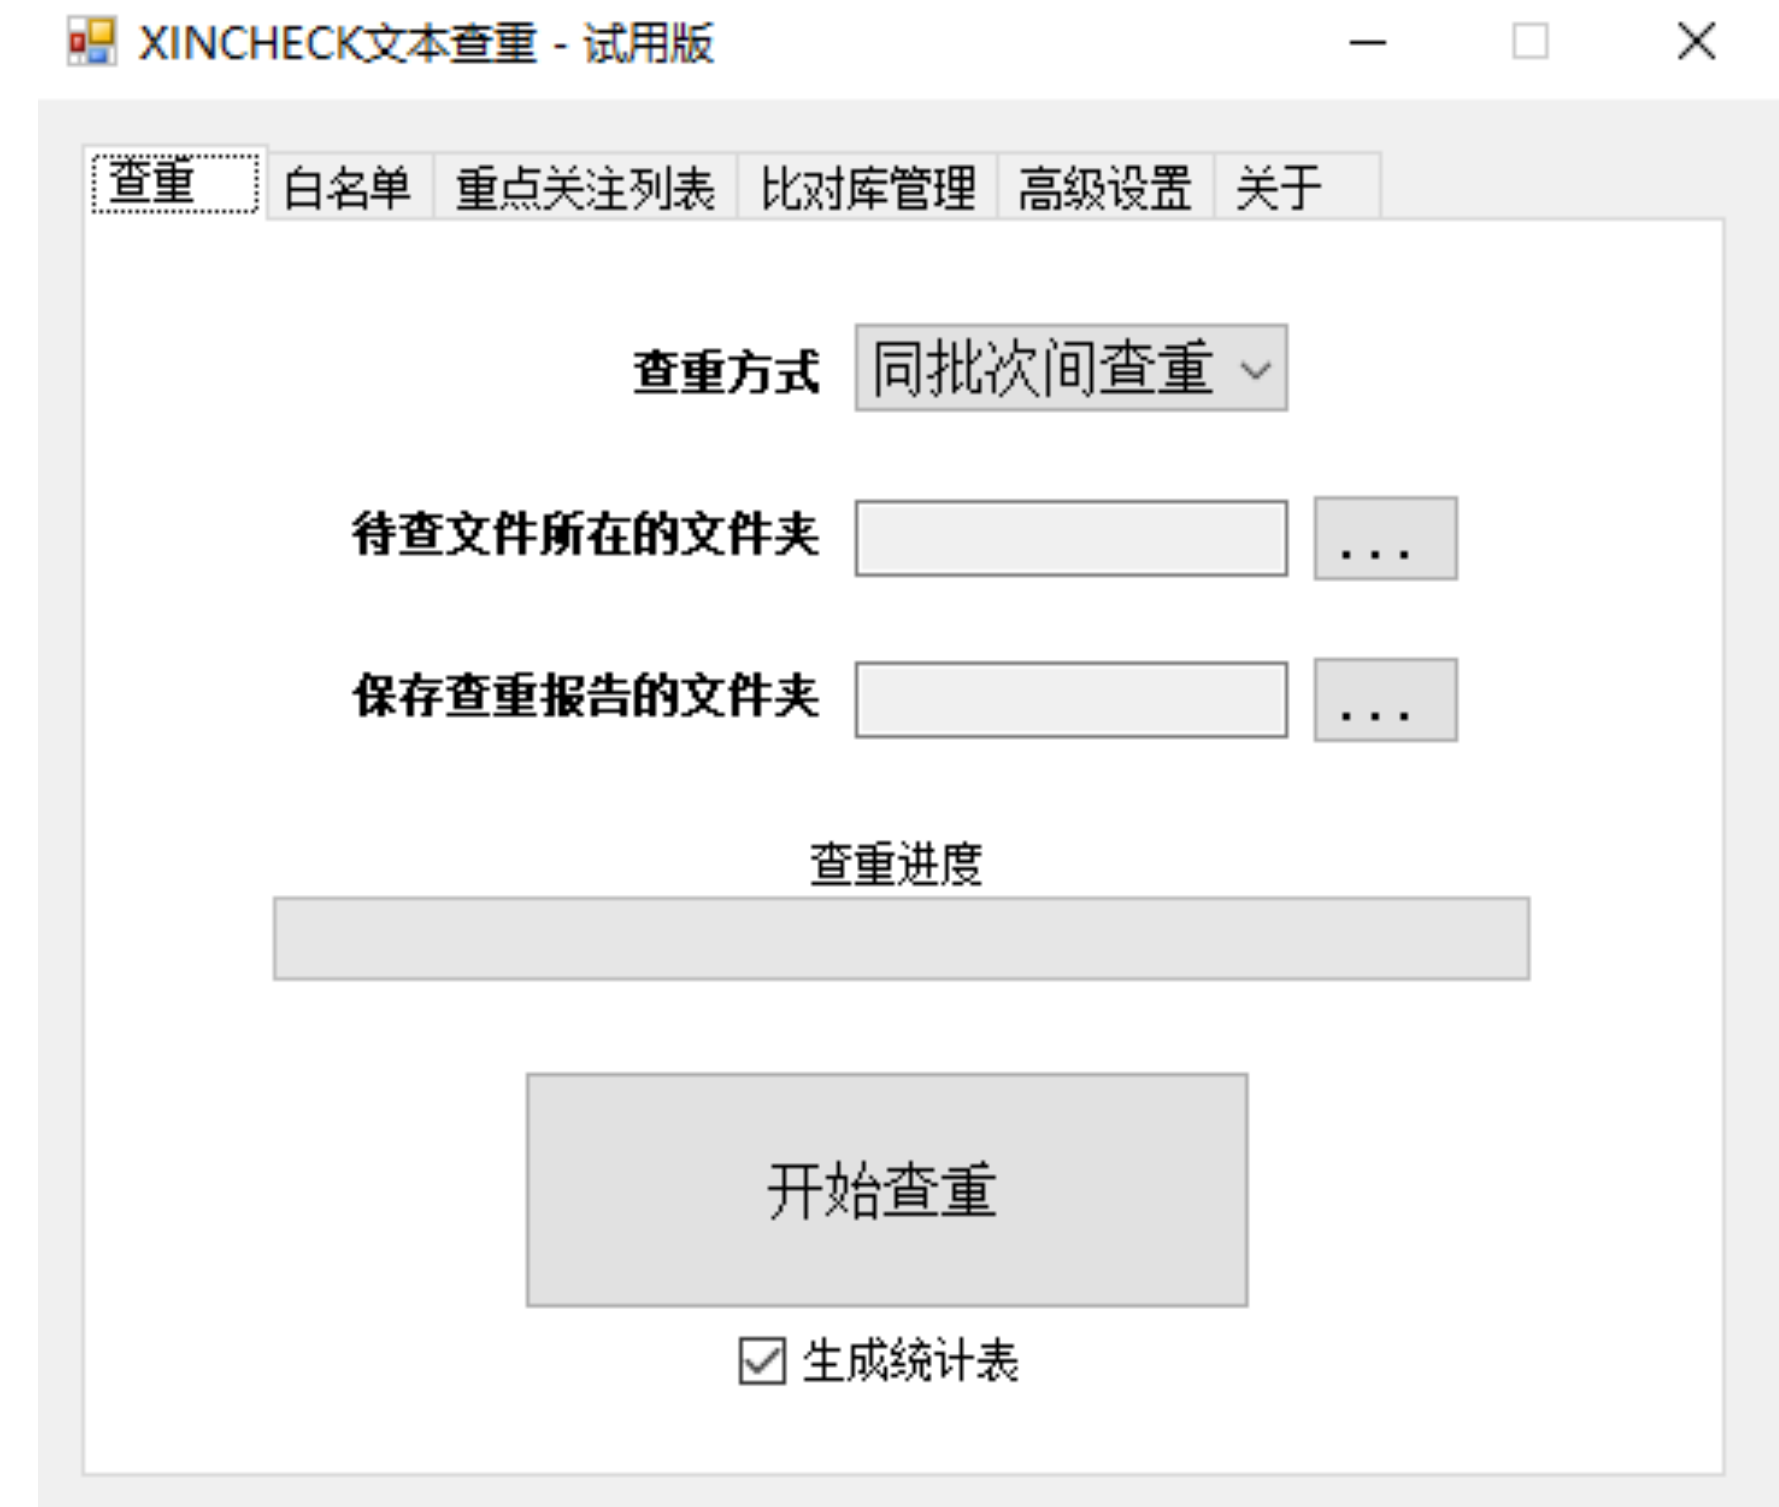 XINCHECK文本查重 - 试用版
查重 白名单 重点关注列表 比对库管理 高级设置 关于
查重方式 同批次间查重
待查文件所在的文件夹 ...
保存查重报告的文件夹 ...
查重进度
开始查重
生成统计表